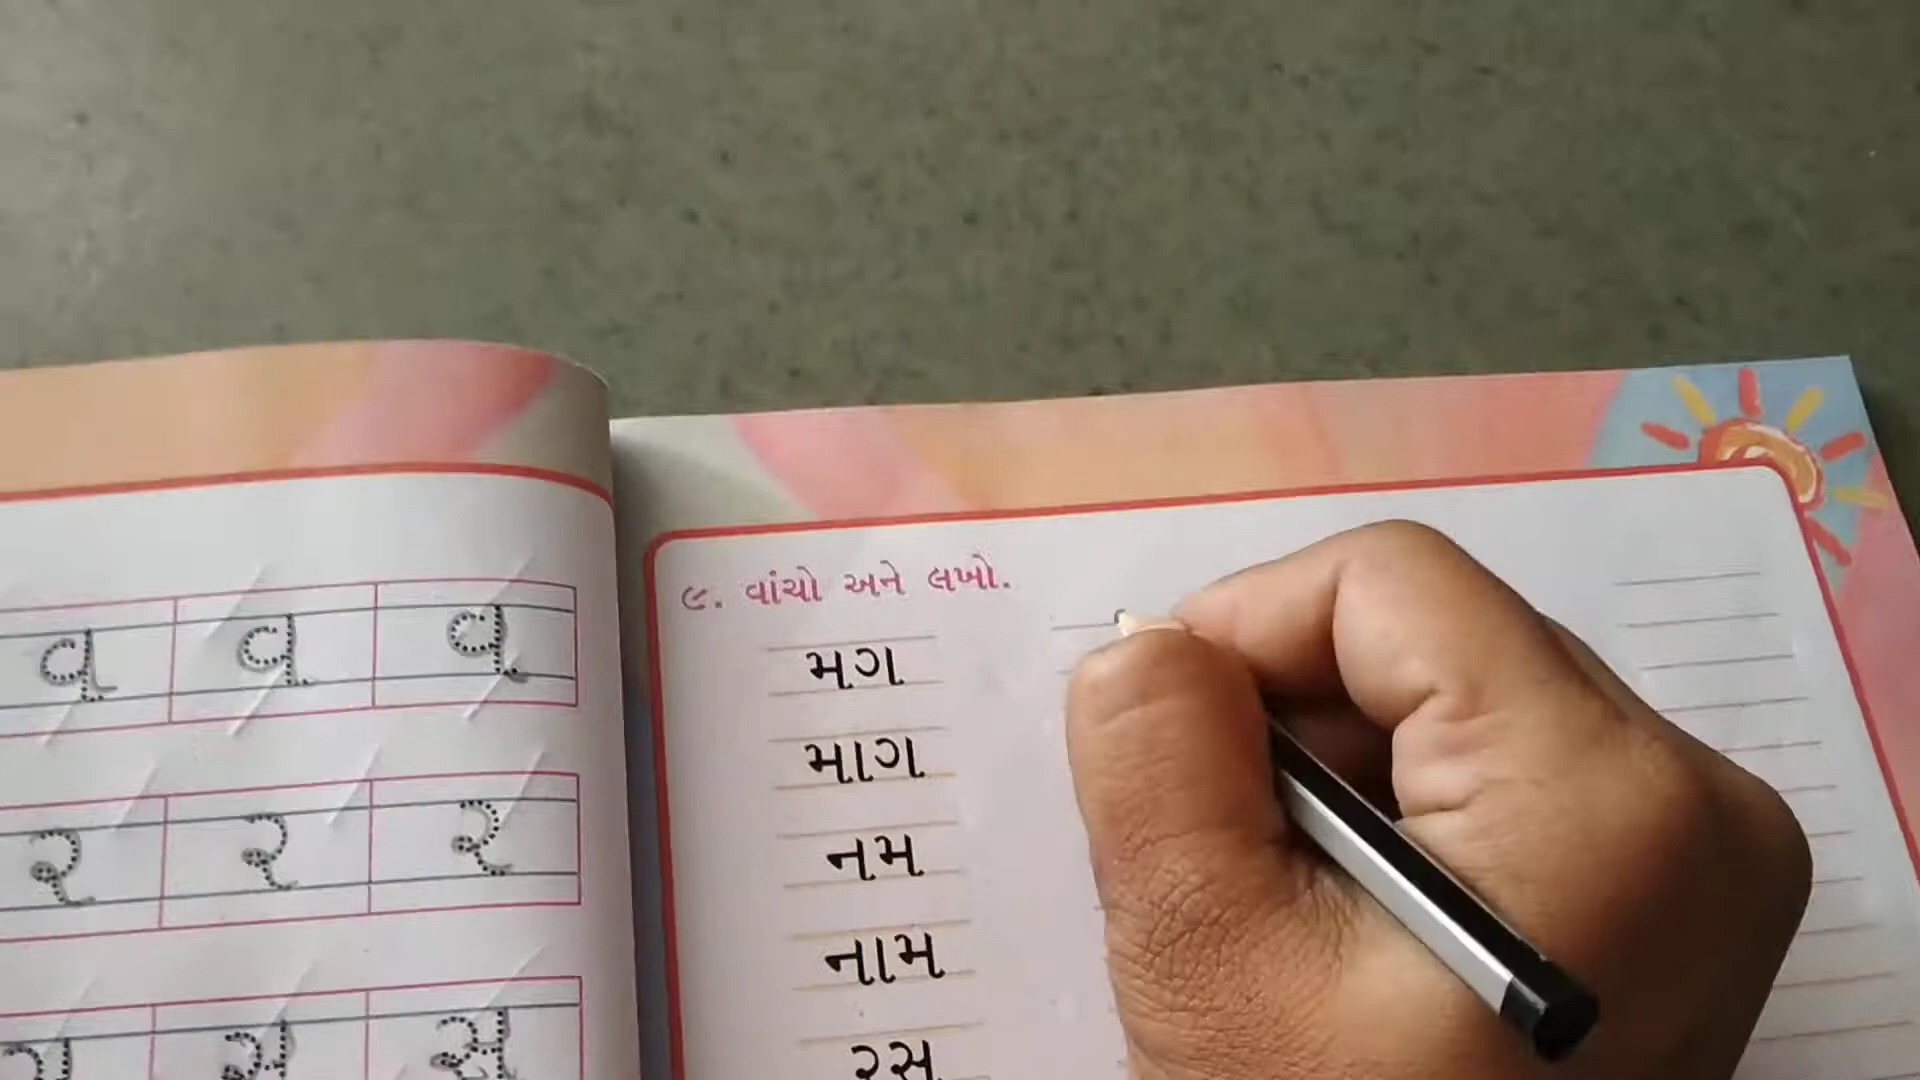 વ વ વ
ર ર ર
સ સ
૯. વાંચો અને લખો.
મગ
માગ
નમ
નામ
રસ